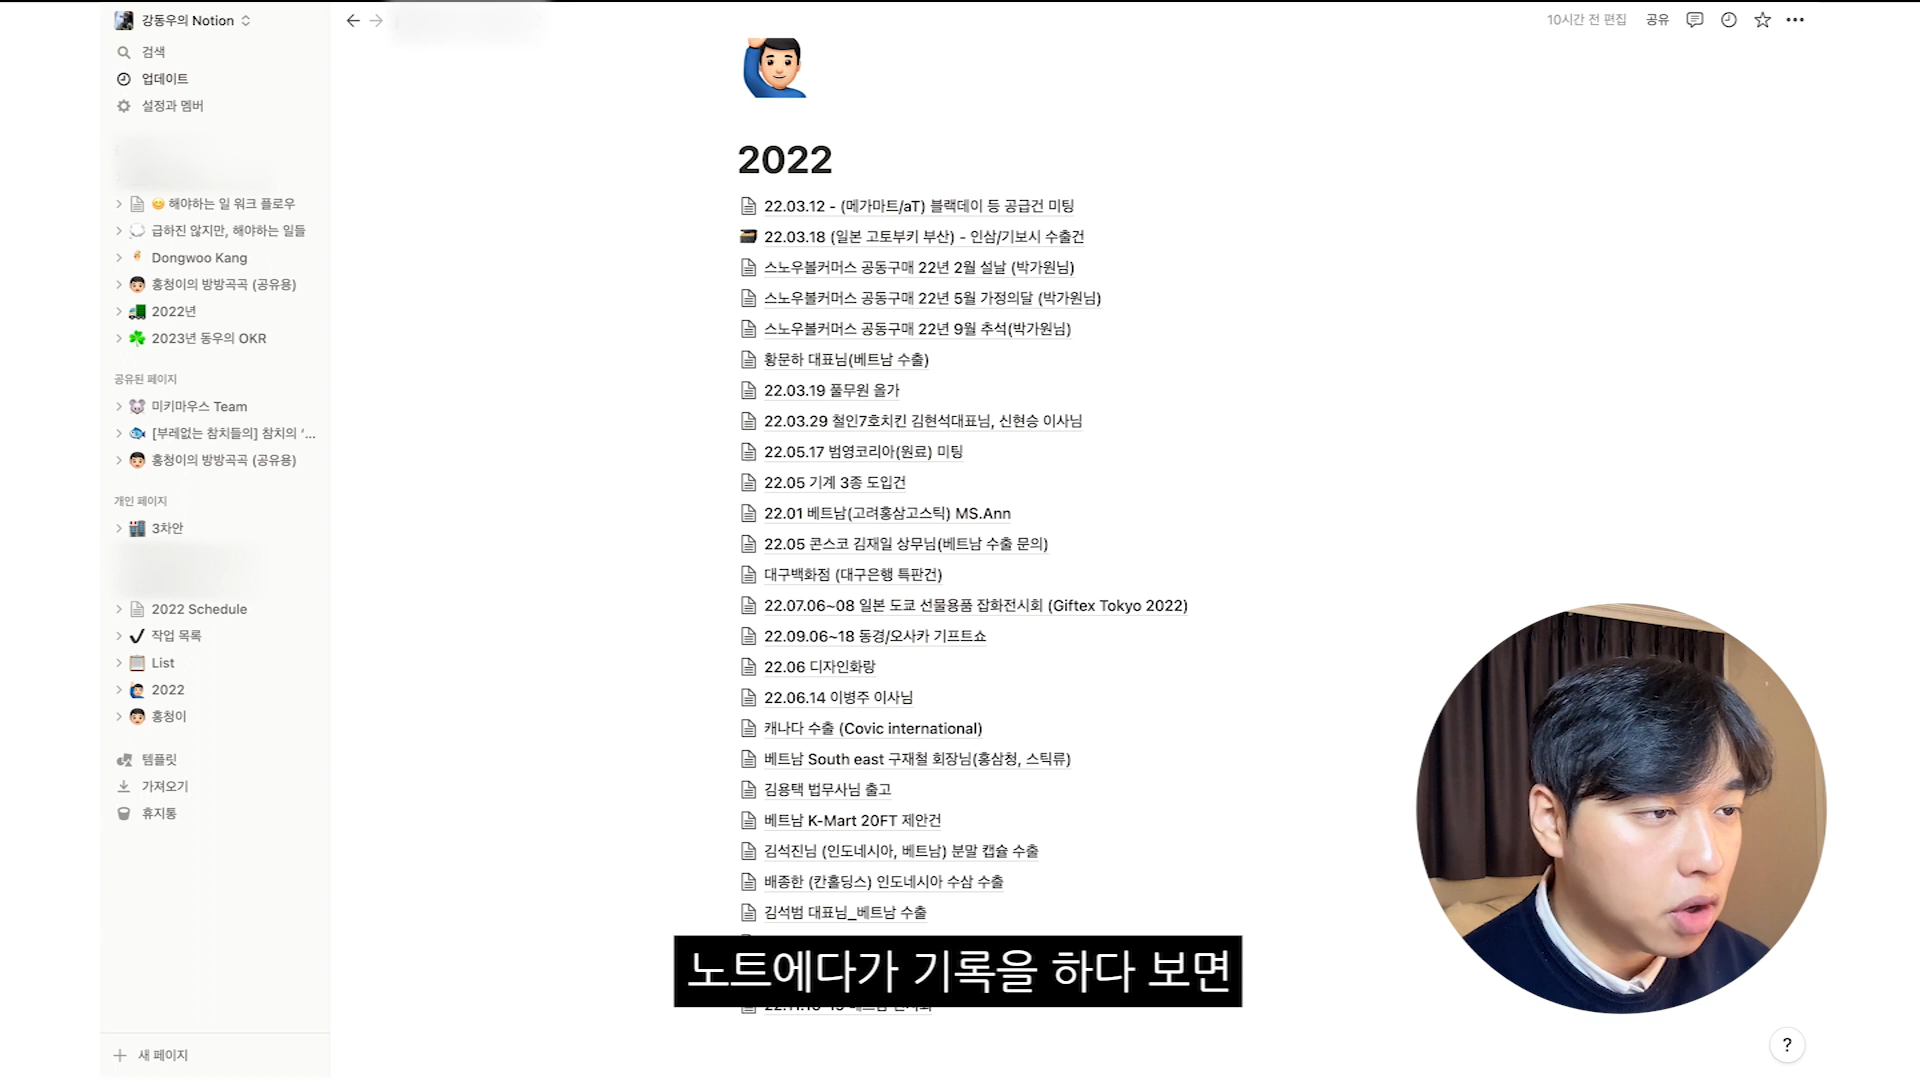 강동우의 Notion
검색
업데이트
설정과 멤버
해야하는 일 워크 플로우
급하진 않지만, 해야하는 일들
Dongwoo Kang
홍청이의 방방곡곡 (공유용)
2022년
2023년 동우의 OKR
공유된 페이지
미키마우스 Team
[부레없는 참치들의] 참치의 ‘...
홍청이의 방방곡곡 (공유용)
개인 페이지
3차안
2022 Schedule
작업 목록
List
2022
홍청이
템플릿
가져오기
휴지통
새 페이지
10시간 전 편집
공유
2022
22.03.12 - (메가마트/aT) 블랙데이 등 공급건 미팅
22.03.18 (일본 고토부키 부산) - 인삼/기보시 수출건
스노우볼커머스 공동구매 22년 2월 설날 (박가원님)
스노우볼커머스 공동구매 22년 5월 가정의달 (박가원님)
스노우볼커머스 공동구매 22년 9월 추석(박가원님)
황문하 대표님(베트남 수출)
22.03.19 풀무원 올가
22.03.29 철인7호치킨 김현석대표님, 신현승 이사님
22.05.17 범영코리아(원료) 미팅
22.05 기계 3종 도입건
22.01 베트남(고려홍삼고스틱) MS.Ann
22.05 콘스코 김재일 상무님(베트남 수출 문의)
대구백화점 (대구은행 특판건)
22.07.06~08 일본 도쿄 선물용품 잡화전시회 (Giftex Tokyo 2022)
22.09.06~18 동경/오사카 기프트쇼
22.06 디자인화랑
22.06.14 이병주 이사님
캐나다 수출 (Covic international)
베트남 South east 구재철 회장님(홍삼청, 스틱류)
김용택 법무사님 출고
베트남 K-Mart 20FT 제안건
김석진님 (인도네시아, 베트남) 분말 캡슐 수출
배종한 (칸홀딩스) 인도네시아 수삼 수출
김석범 대표님_베트남 수출
노트에다가 기록을 하다 보면
?